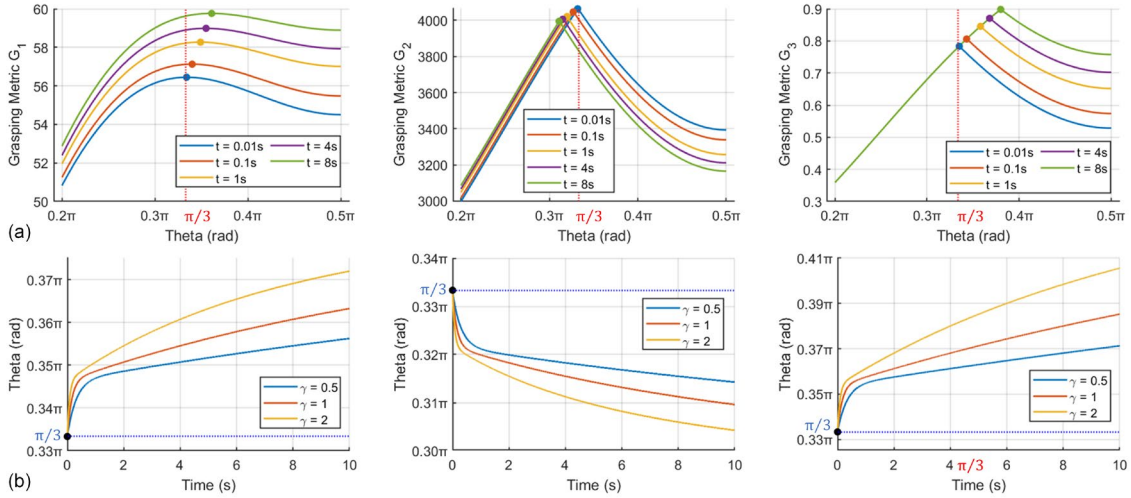 60
58
56
54
52
50
Grasping Metric G1
t = 0.01s
t = 0.1s
t = 1s
t = 4s
t = 8s
0.2π
0.3π
π/3
0.4π
0.5π
Theta (rad)
4000
3800
3600
3400
3200
3000
Grasping Metric G2
t = 0.01s
t = 0.1s
t = 1s
t = 4s
t = 8s
0.2π
0.3π
π/3
0.4π
0.5π
Theta (rad)
0.9
0.8
0.7
0.6
0.5
0.4
0.3
Grasping Metric G3
t = 0.01s
t = 0.1s
t = 1s
t = 4s
t = 8s
0.2π
0.3π
π/3
0.4π
0.5π
Theta (rad)
(a)
0.37π
0.36π
0.35π
0.34π
π/3
0.33π
Theta (rad)
γ = 0.5
γ = 1
γ = 2
0
2
4
6
8
10
Time (s)
0.34π
π/3
0.33π
0.32π
0.31π
0.30π
Theta (rad)
γ = 0.5
γ = 1
γ = 2
0
2
4
6
8
10
Time (s)
0.41π
0.39π
0.37π
0.35π
π/3
0.33π
Theta (rad)
γ = 0.5
γ = 1
γ = 2
0
2
4
π/3
6
8
10
Time (s)
(b)